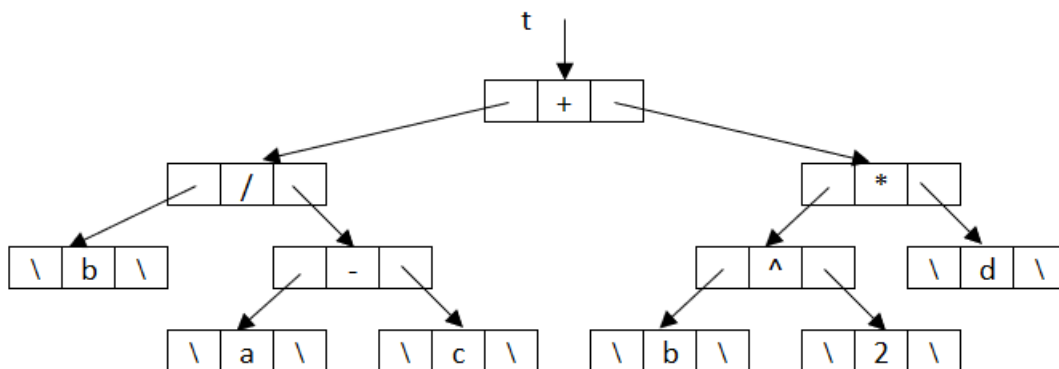 t
+
/ *
\ b \ - ^ \ d \
\ a \ \ c \ \ b \ \ 2 \